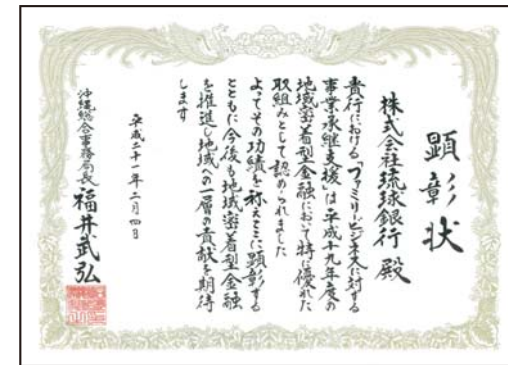 顕彰状
株式会社琉球銀行 殿
貴行における「ファミリービジネスに対する
事業承継支援」は平成十九年度の
地域密着型金融において特に優れた
取組みとして認められました
よってその功績を称えここに顕彰する
とともに今後も地域密着型金融
を推進し地域への一層の貢献を期待
します
平成二十一年二月四日
沖縄総合事務局長 福井武弘